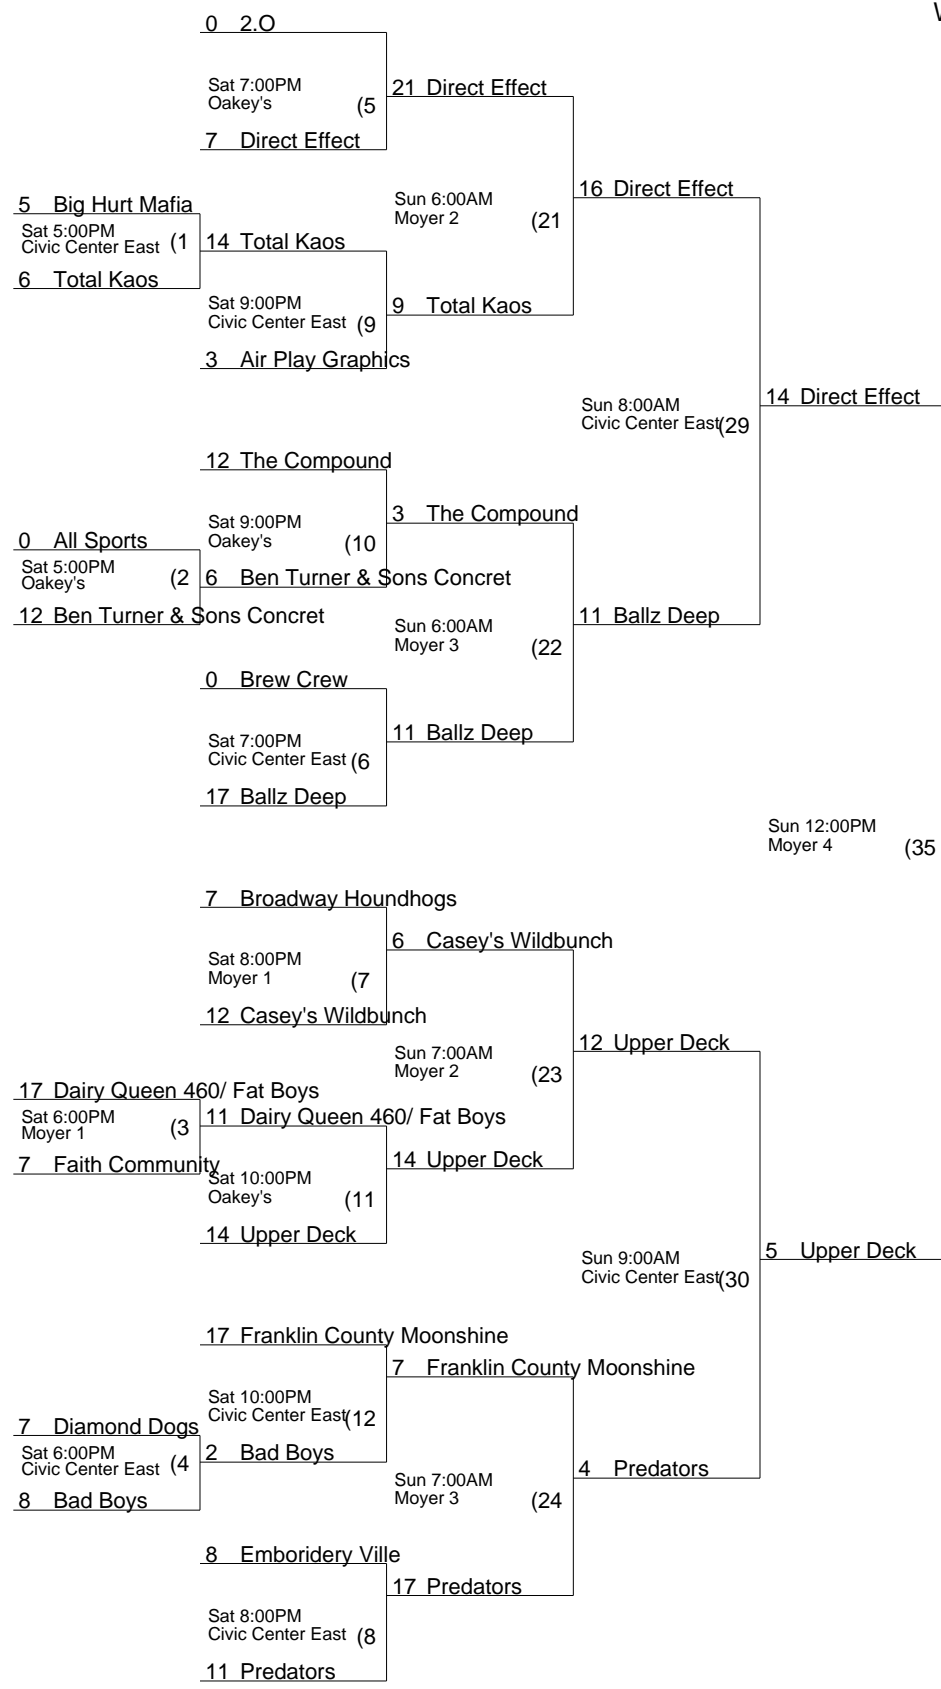 W
0 2.O
Sat 7:00PM
Oakey's (5
7 Direct Effect
21 Direct Effect
5 Big Hurt Mafia
Sat 5:00PM
Civic Center East (1
6 Total Kaos
14 Total Kaos
Sat 9:00PM
Civic Center East (9
3 Air Play Graphics
Sun 6:00AM
Moyer 2 (21
9 Total Kaos
16 Direct Effect
Sun 8:00AM
Civic Center East (29
14 Direct Effect
12 The Compound
Sat 9:00PM
Oakey's (10
3 The Compound
0 All Sports
Sat 5:00PM
Oakey's (2
12 Ben Turner & Sons Concret
6 Ben Turner & Sons Concret
Sun 6:00AM
Moyer 3 (22
11 Ballz Deep
0 Brew Crew
Sat 7:00PM
Civic Center East (6
17 Ballz Deep
11 Ballz Deep
Sun 12:00PM
Moyer 4 (35
7 Broadway Houndhogs
Sat 8:00PM
Moyer 1 (7
12 Casey's Wildbunch
6 Casey's Wildbunch
Sun 7:00AM
Moyer 2 (23
12 Upper Deck
17 Dairy Queen 460/ Fat Boys
Sat 6:00PM
Moyer 1 (3
7 Faith Community
11 Dairy Queen 460/ Fat Boys
Sat 10:00PM
Oakey's (11
14 Upper Deck
14 Upper Deck
Sun 9:00AM
Civic Center East (30
5 Upper Deck
17 Franklin County Moonshine
Sat 10:00PM
Civic Center East (12
7 Franklin County Moonshine
7 Diamond Dogs
Sat 6:00PM
Civic Center East (4
8 Bad Boys
2 Bad Boys
Sun 7:00AM
Moyer 3 (24
4 Predators
8 Emboridery Ville
Sat 8:00PM
Civic Center East (8
11 Predators
17 Predators